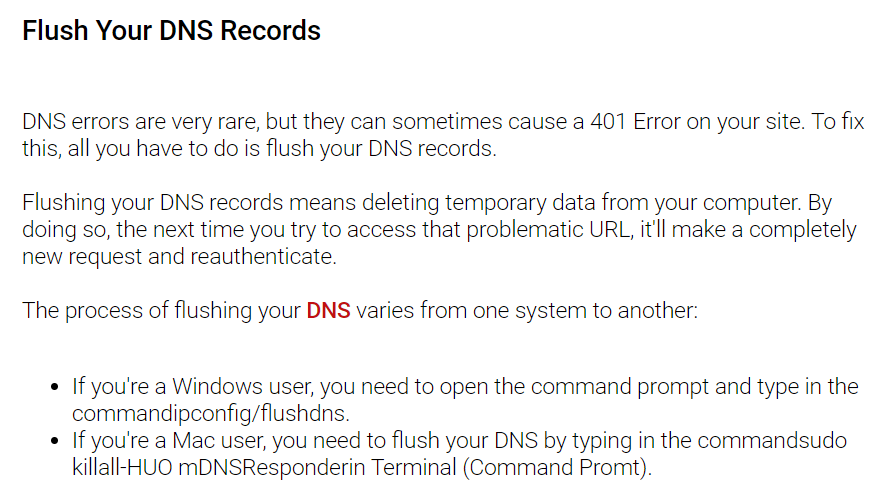 Flush Your DNS Records
DNS errors are very rare, but they can sometimes cause a 401 Error on your site. To fix
this, all you have to do is flush your DNS records.
Flushing your DNS records means deleting temporary data from your computer. By
doing so, the next time you try to access that problematic URL, it'll make a completely
new request and reauthenticate.
The process of flushing your DNS varies from one system to another:
• If you're a Windows user, you need to open the command prompt and type in the
commandipconfig/flushdns.
• If you're a Mac user, you need to flush your DNS by typing in the commandsudo
killall-HUO mDNSResponderin Terminal (Command Promt).